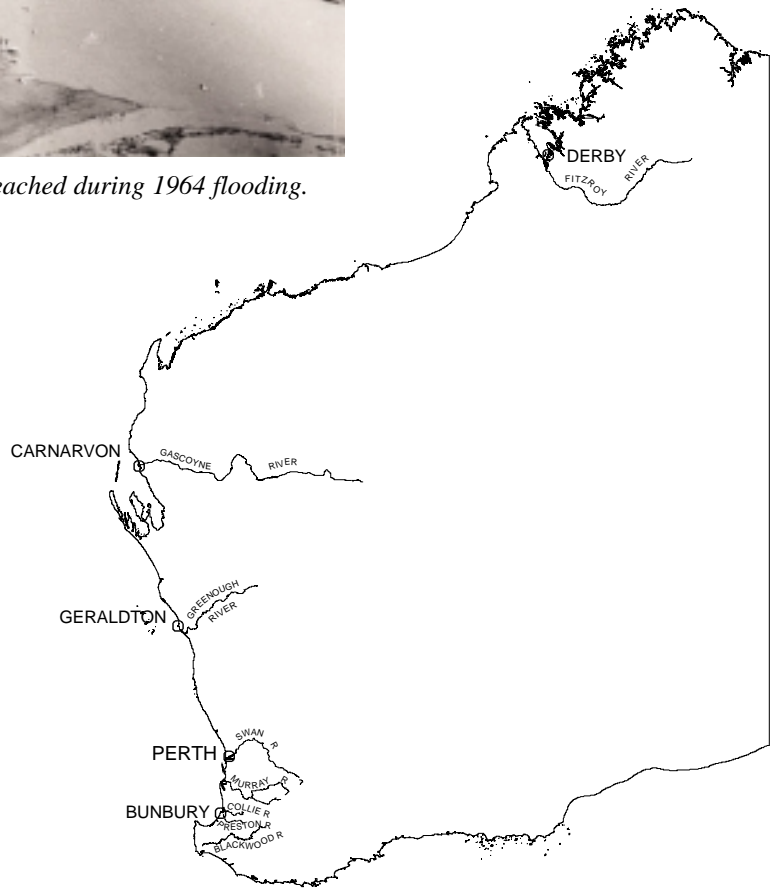 eached during 1964 flooding.
DERBY
FITZROY RIVER
CARNARVON
GASCOYNE RIVER
GERALDTON
GREENOUGH
RIVER
PERTH
SWAN R
MURRAY R
BUNBURY
COLLIE R
PRESTON R
BLACKWOOD R